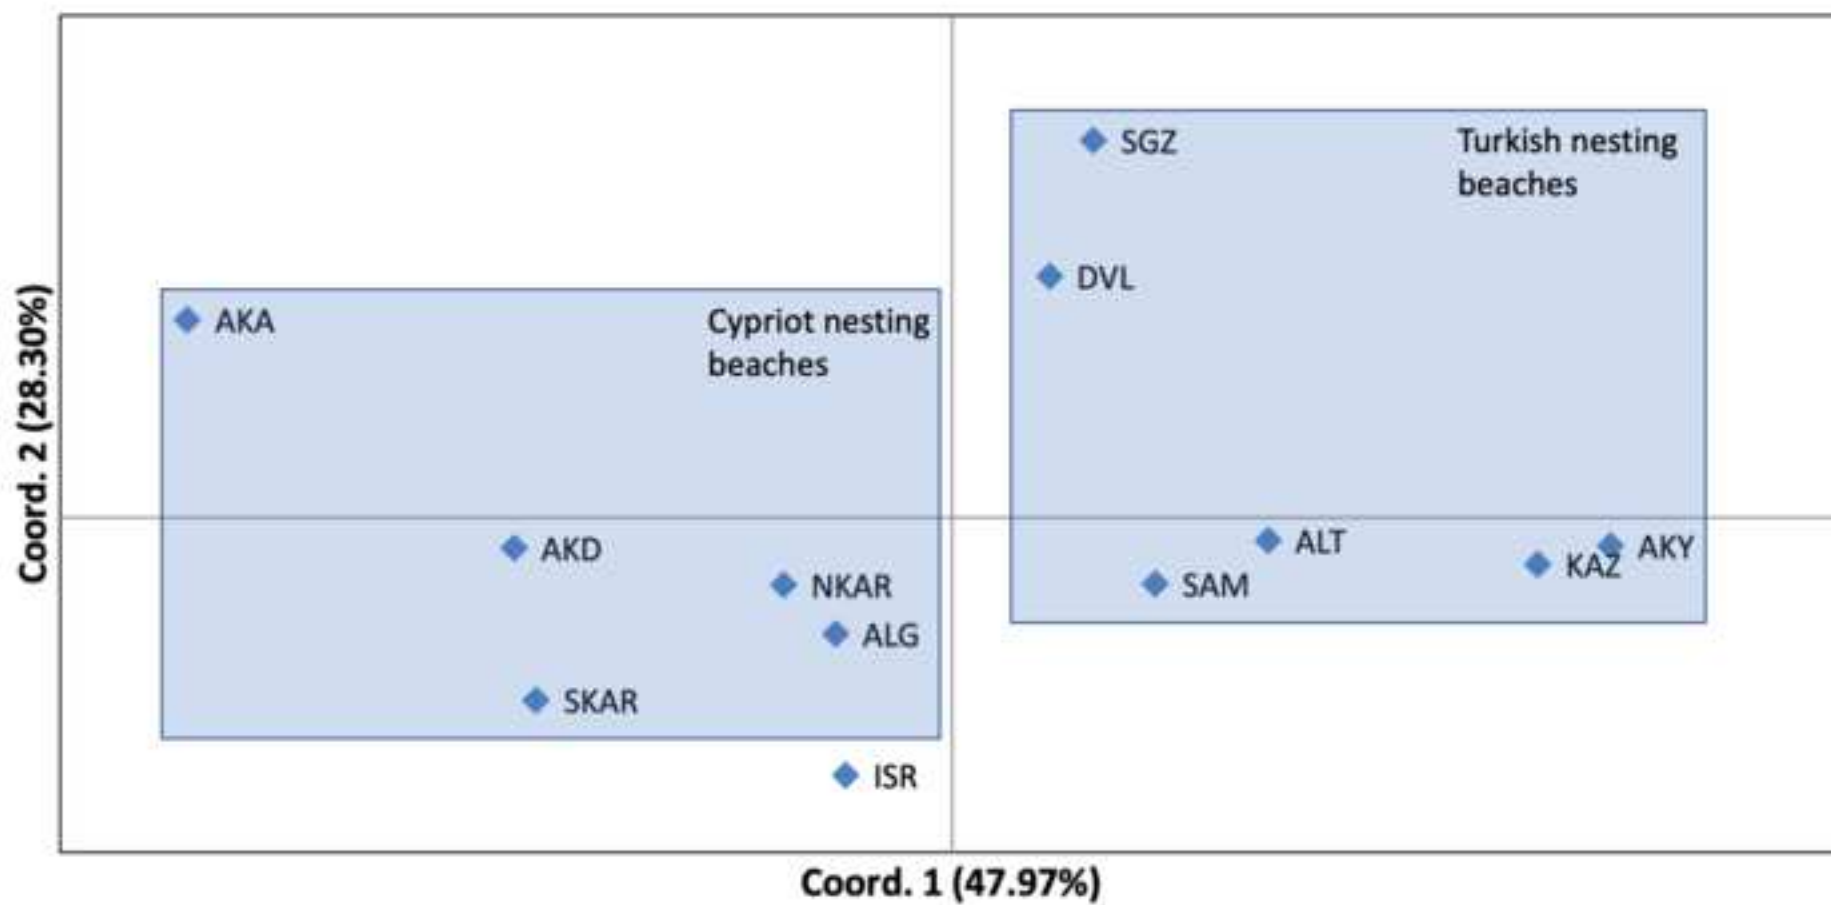 SGZ
Turkish nesting
beaches
DVL
AKA
Cypriot nesting
beaches
Coord. 2 (28.30%)
AKD
NKAR
ALG
SKAR
ISR
ALT
SAM
KAZ
AKY
Coord. 1 (47.97%)